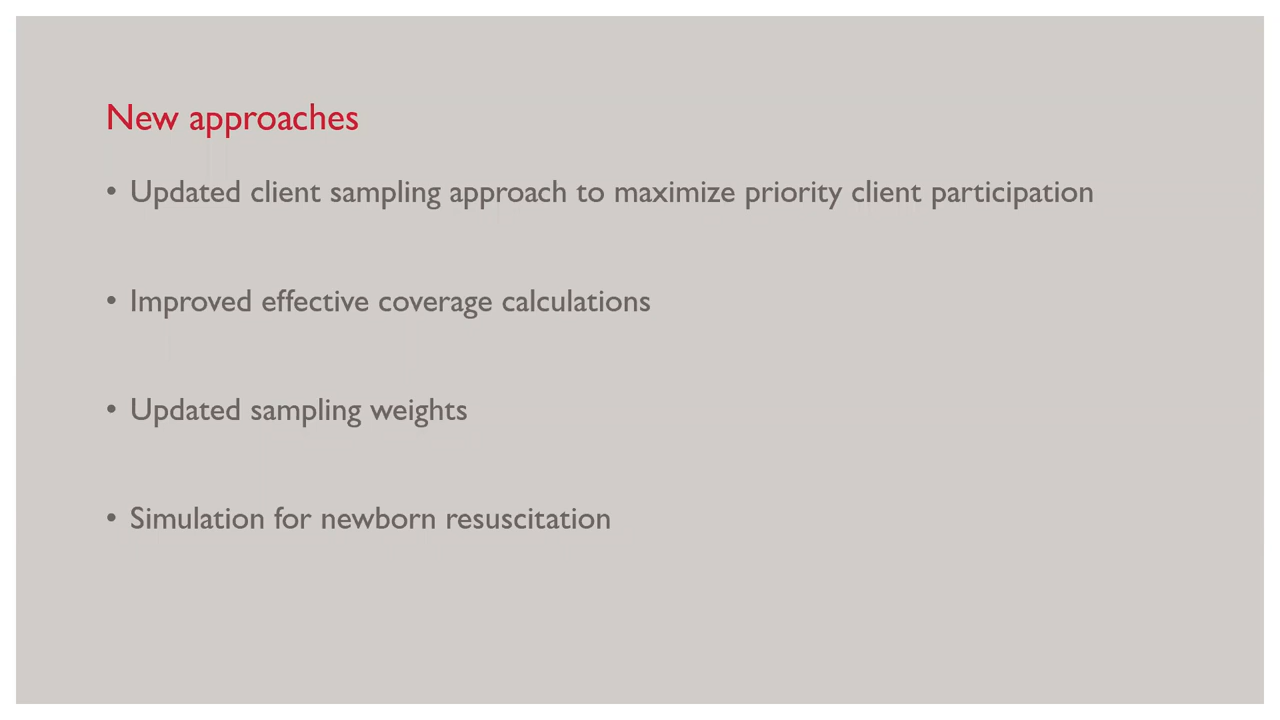 New approaches
• Updated client sampling approach to maximize priority client participation
• Improved effective coverage calculations
• Updated sampling weights
• Simulation for newborn resuscitation